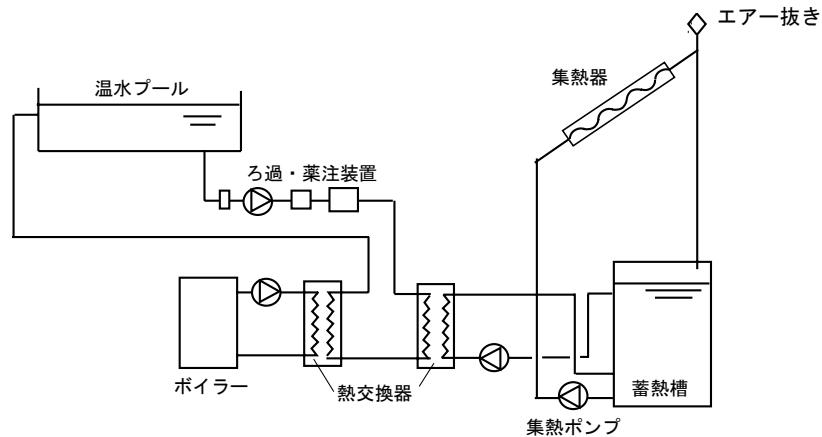 エアー抜き
集熱器
温水プール
ろ過・薬注装置
ボイラー
熱交換器
蓄熱槽
集熱ポンプ